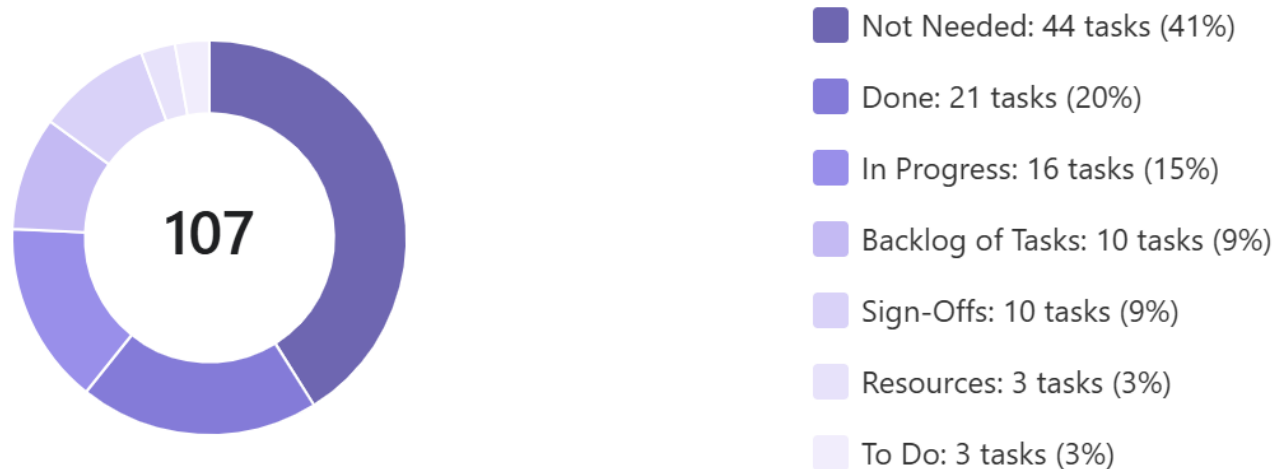 107
Not Needed: 44 tasks (41%)
Done: 21 tasks (20%)
In Progress: 16 tasks (15%)
Backlog of Tasks: 10 tasks (9%)
Sign-Offs: 10 tasks (9%)
Resources: 3 tasks (3%)
To Do: 3 tasks (3%)